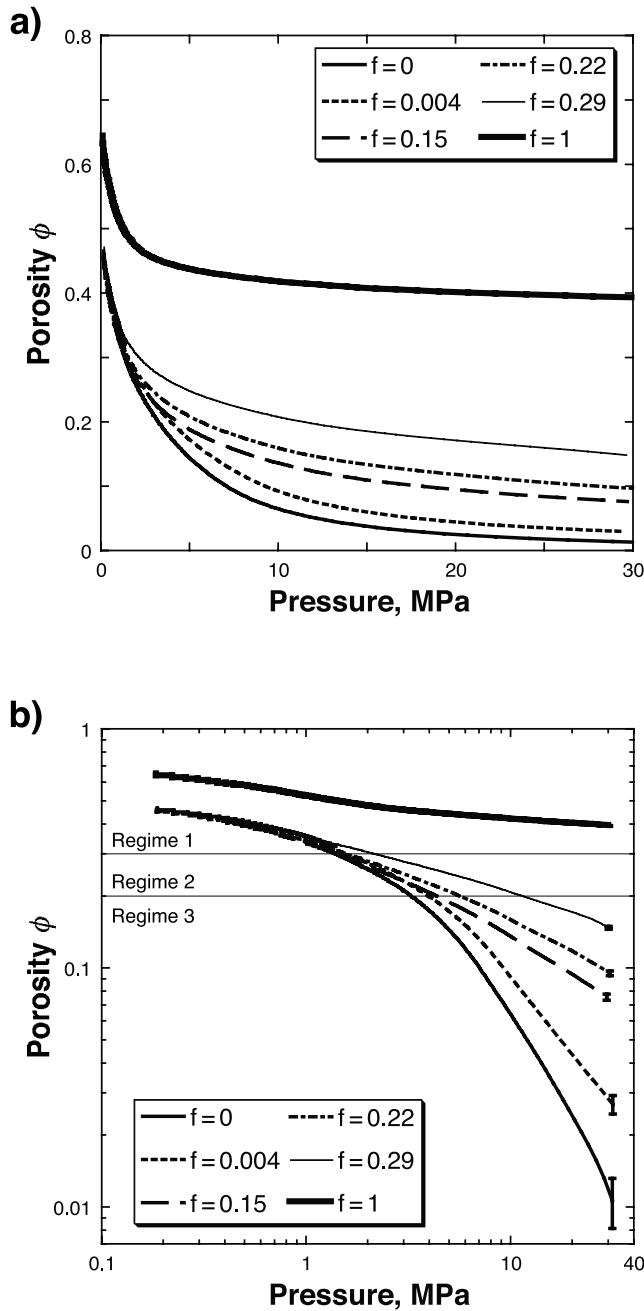 a)
0.8
0.6
0.4
0.2
0
Porosity ϕ
f=0
f=0.22
f=0.004
f=0.29
f=0.15
f=1
0
10
20
30
Pressure, MPa
b)
1
0.1
0.01
Porosity ϕ
Regime 1
Regime 2
Regime 3
f=0
f=0.22
f=0.004
f=0.29
f=0.15
f=1
0.1
1
10
40
Pressure, MPa